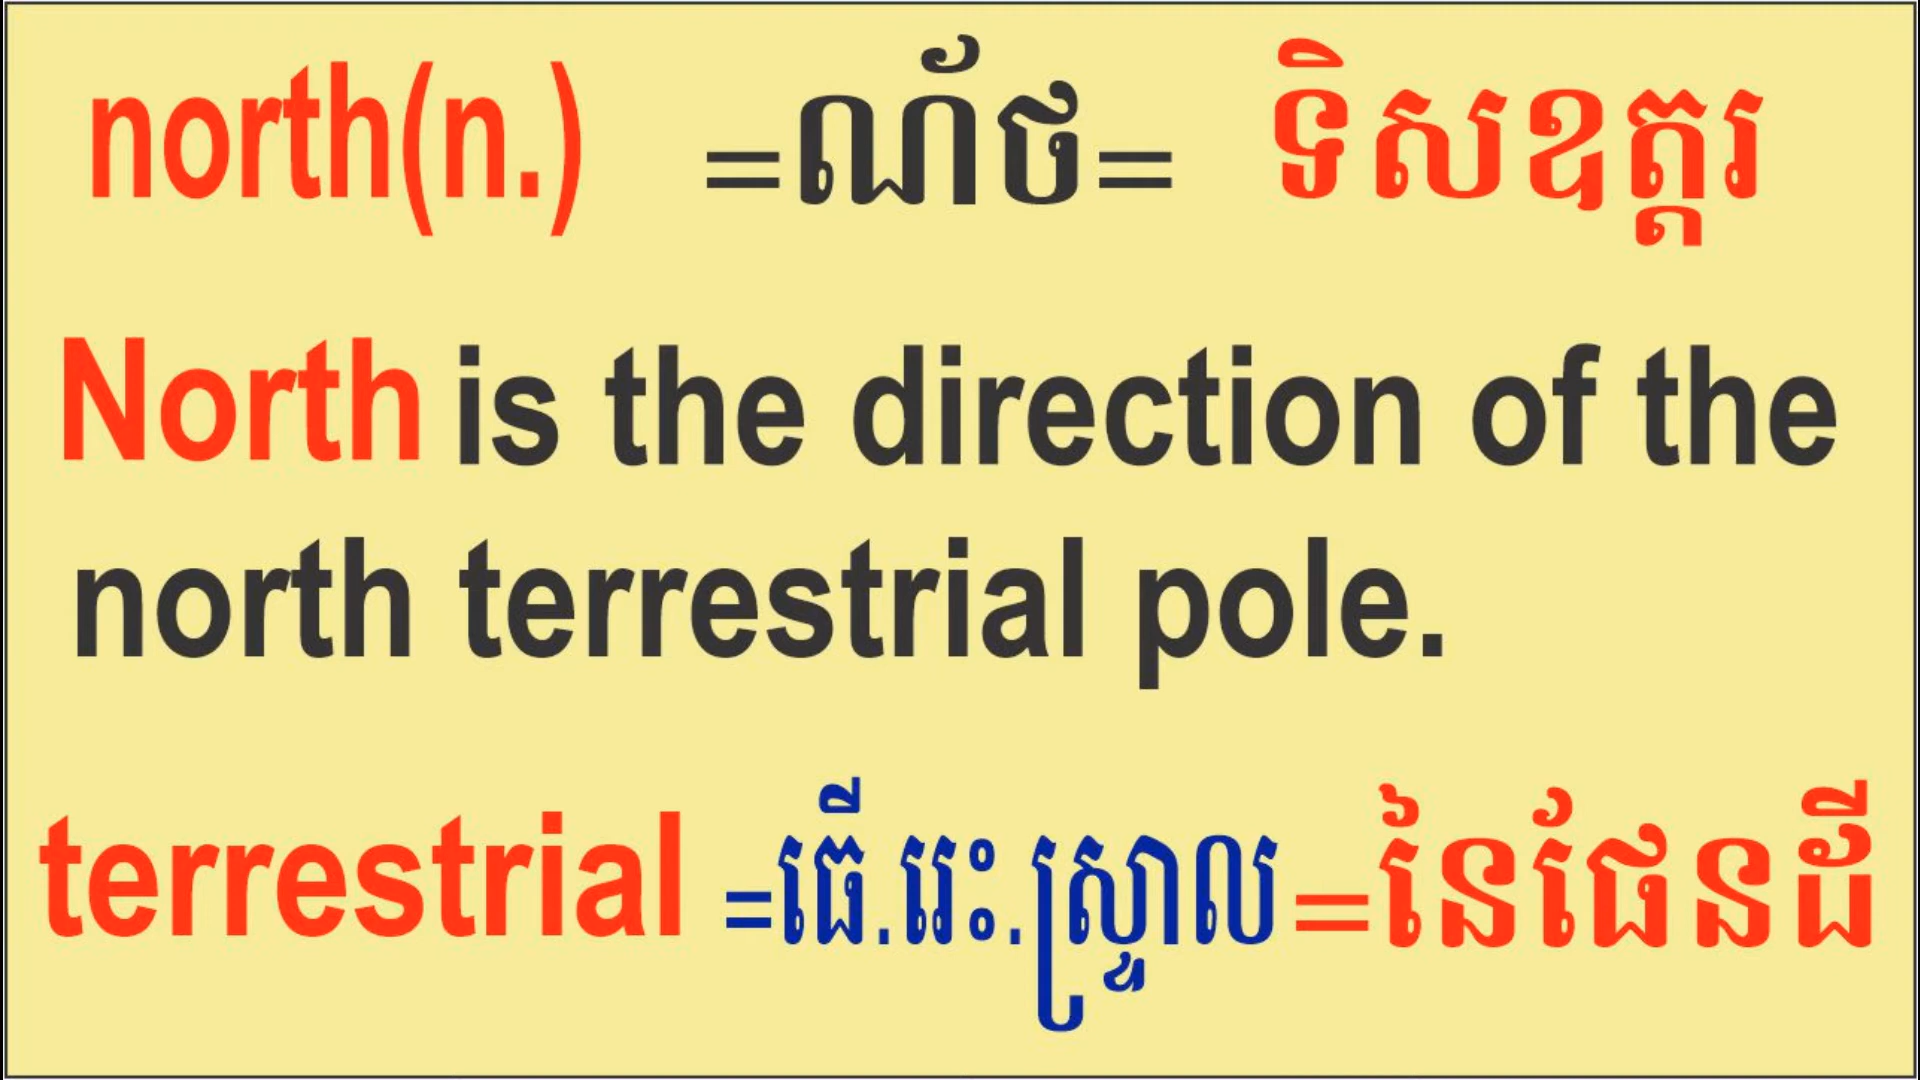 north(n.) =ណ័ថ= ទិសឧត្តរ
North is the direction of the
north terrestrial pole.
terrestrial =ធើ.រេះ.ស្ទ្រាល=នៃផែនដី